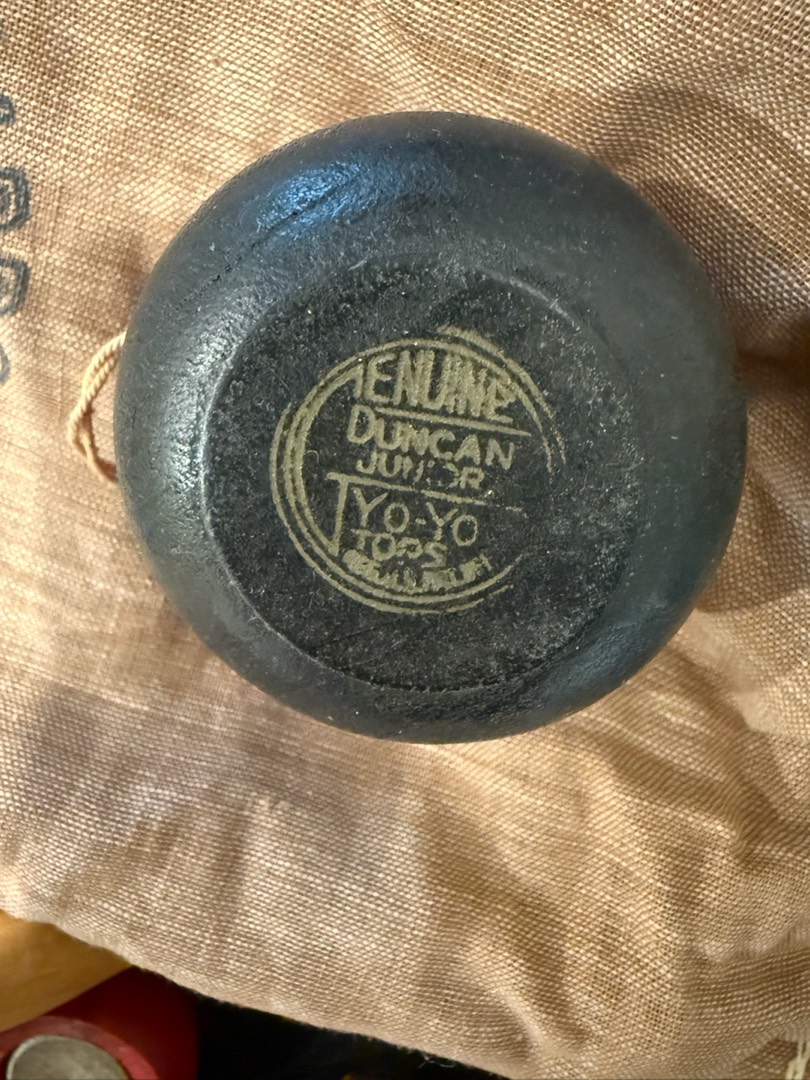 GENUINE
DUNCAN
JUNIOR
YO-YO
TOPS